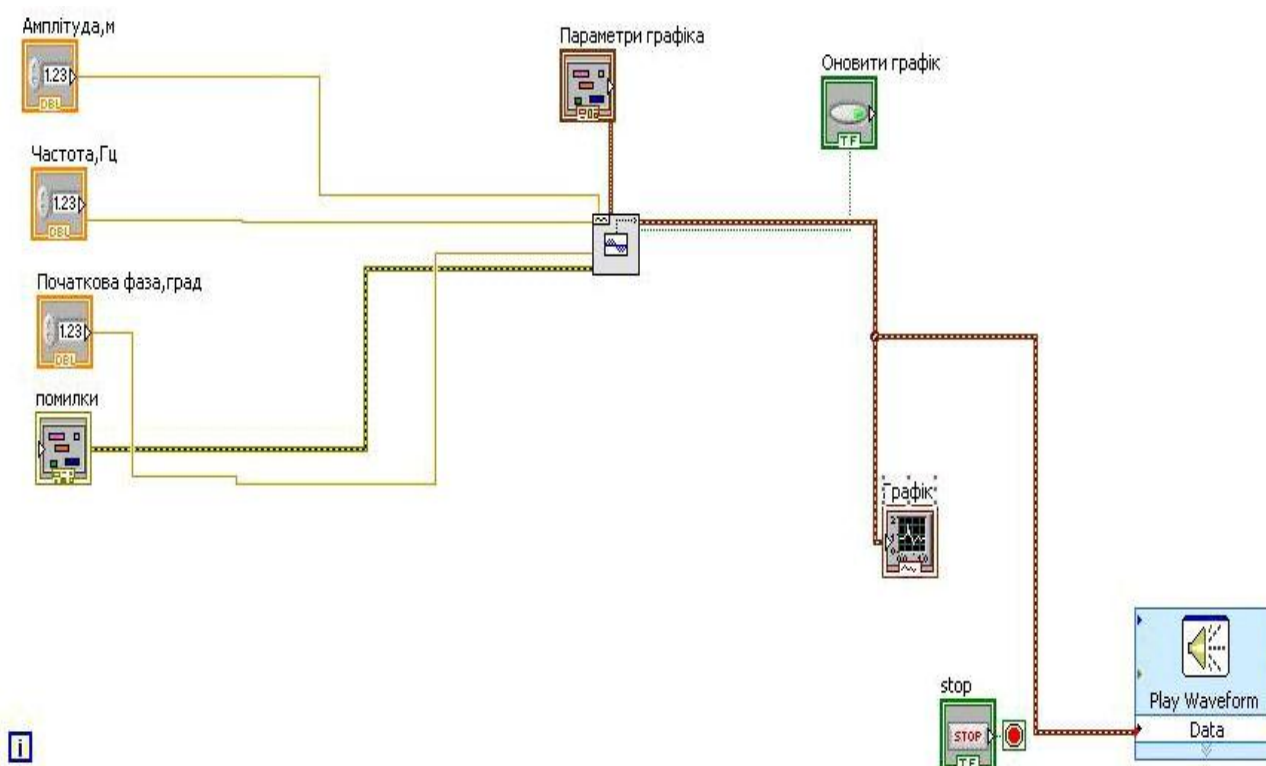 Амплітуда,м
1.23
DBL
Параметри графіка
Оновити графік
TF
Частота,Гц
1.23
DBL
Початкова фаза,град
1.23
DBL
помилки
Графік
stop
STOP
TF
Play Waveform
Data
i